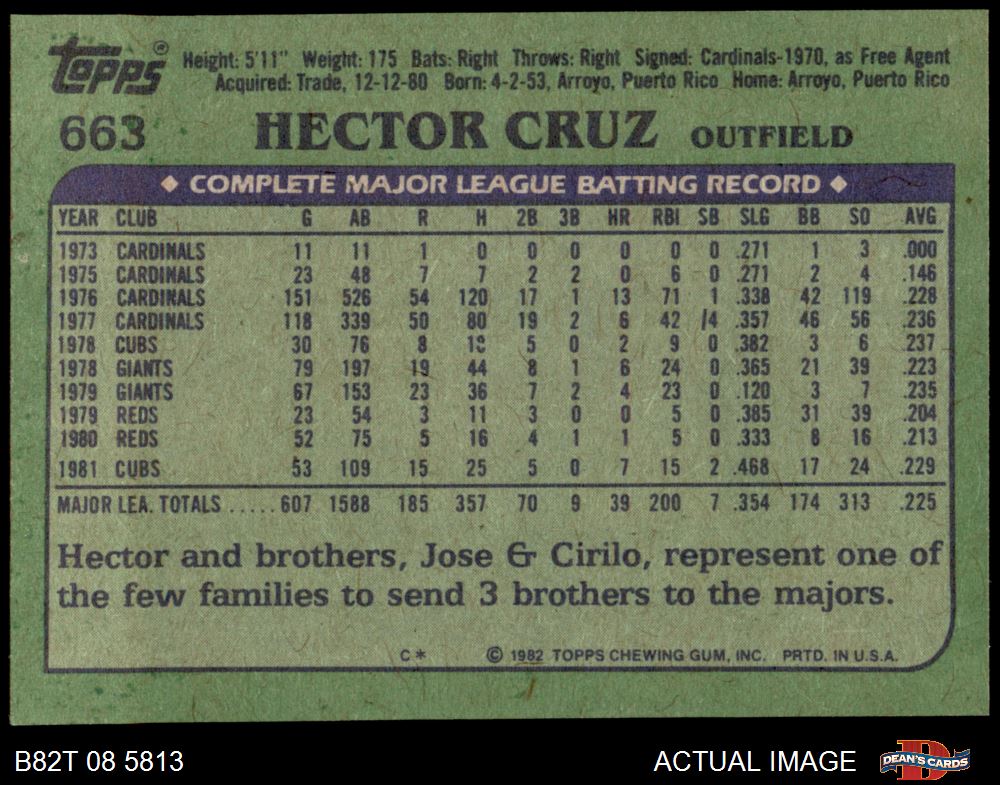 Topps® Height: 5'11" Weight: 175 Bats: Right Throws: Right Signed: Cardinals-1970, as Free Agent
Acquired: Trade, 12-12-80 Born: 4-2-53, Arroyo, Puerto Rico Home: Arroyo, Puerto Rico
663 HECTOR CRUZ OUTFIELD
◆ COMPLETE MAJOR LEAGUE BATTING RECORD ◆
YEAR CLUB G AB R H 2B 3B HR RBI SB SLG BB SO AVG
1973 CARDINALS 11 11 1 0 0 0 0 0 0 .271 1 3 .000
1975 CARDINALS 23 48 7 7 2 2 0 6 0 .271 2 4 .146
1976 CARDINALS 151 526 54 120 17 1 13 71 1 .338 42 119 .228
1977 CARDINALS 118 339 50 80 19 2 6 42 /4 .357 46 56 .236
1978 CUBS 30 76 8 5 0 2 9 0 .382 3 6 .237
1978 GIANTS 79 197 19 44 8 1 6 24 0 .365 21 39 .223
1979 GIANTS 67 153 23 36 7 2 4 23 0 .120 3 7 .235
1979 REDS 23 54 3 11 3 0 0 5 0 .385 31 39 .204
1980 REDS 52 75 5 16 4 1 1 5 0 .333 8 16 .213
1981 CUBS 53 109 15 25 5 0 7 15 2 .468 17 24 .229
MAJOR LEA. TOTALS .....607 1588 185 357 70 9 39 200 7 .354 174 313 .225
Hector and brothers, Jose & Cirilo, represent one of
the few families to send 3 brothers to the majors.
C* © 1982 TOPPS CHEWING GUM, INC. PRTD. IN U.S.A.
B82T 08 5813 ACTUAL IMAGE D DEAN'S CARDS